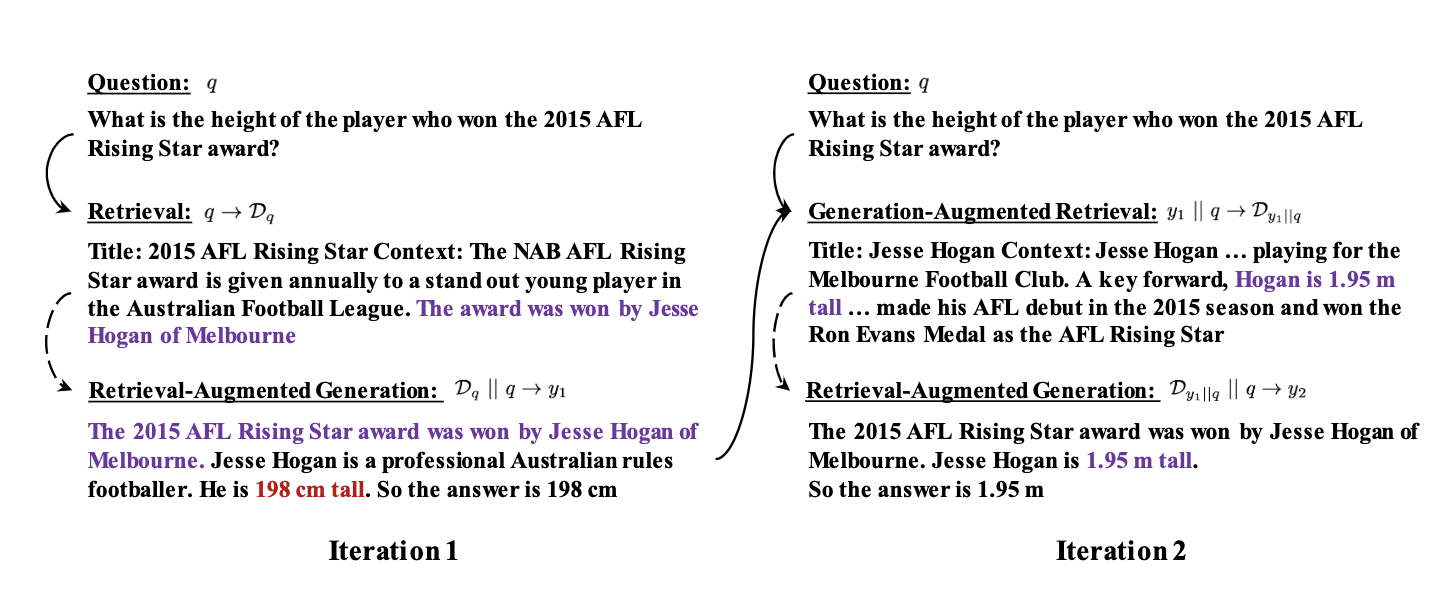 Question: q
What is the height of the player who won the 2015 AFL
Rising Star award?
Retrieval: q → 𝒟_q
Title: 2015 AFL Rising Star Context: The NAB AFL Rising
Star award is given annually to a stand out young player in
the Australian Football League. The award was won by Jesse
Hogan of Melbourne
Retrieval-Augmented Generation: 𝒟_q || q → y_1
The 2015 AFL Rising Star award was won by Jesse Hogan of
Melbourne. Jesse Hogan is a professional Australian rules
footballer. He is 198 cm tall. So the answer is 198 cm
Iteration 1
Question: q
What is the height of the player who won the 2015 AFL
Rising Star award?
Generation-Augmented Retrieval: y_1 || q → 𝒟_{y_1||q}
Title: Jesse Hogan Context: Jesse Hogan … playing for the
Melbourne Football Club. A key forward, Hogan is 1.95 m
tall … made his AFL debut in the 2015 season and won the
Ron Evans Medal as the AFL Rising Star
Retrieval-Augmented Generation: 𝒟_{y_1||q} || q → y_2
The 2015 AFL Rising Star award was won by Jesse Hogan of
Melbourne. Jesse Hogan is 1.95 m tall.
So the answer is 1.95 m
Iteration 2